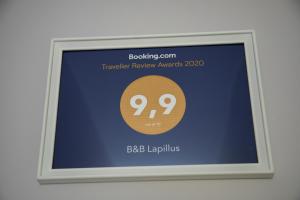 Booking.com
Traveller Review Awards 2020
9,9
B&B Lapillus